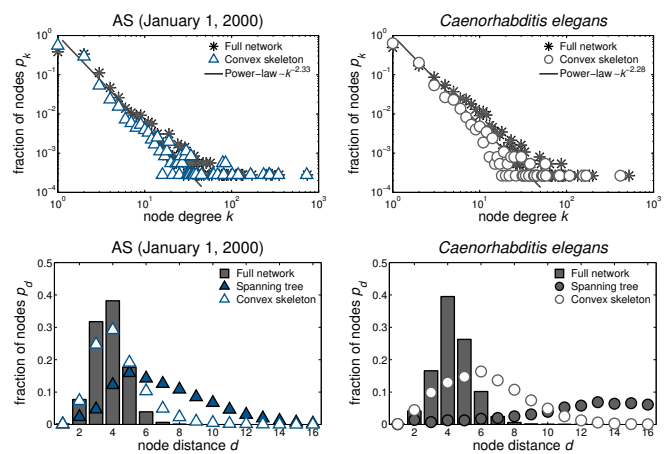 AS (January 1, 2000)
fraction of nodes p_k
10^0
10^−1
10^−2
10^−3
10^−4
Full network
Convex skeleton
Power−law ~k^−2.33
10^0 10^1 10^2 10^3
node degree k
Caenorhabditis elegans
fraction of nodes p_k
10^0
10^−1
10^−2
10^−3
10^−4
Full network
Convex skeleton
Power−law ~k^−2.28
10^0 10^1 10^2 10^3
node degree k
AS (January 1, 2000)
fraction of nodes p_d
0.5
0.4
0.3
0.2
0.1
0
Full network
Spanning tree
Convex skeleton
2 4 6 8 10 12 14 16
node distance d
Caenorhabditis elegans
fraction of nodes p_d
0.5
0.4
0.3
0.2
0.1
0
Full network
Spanning tree
Convex skeleton
2 4 6 8 10 12 14 16
node distance d